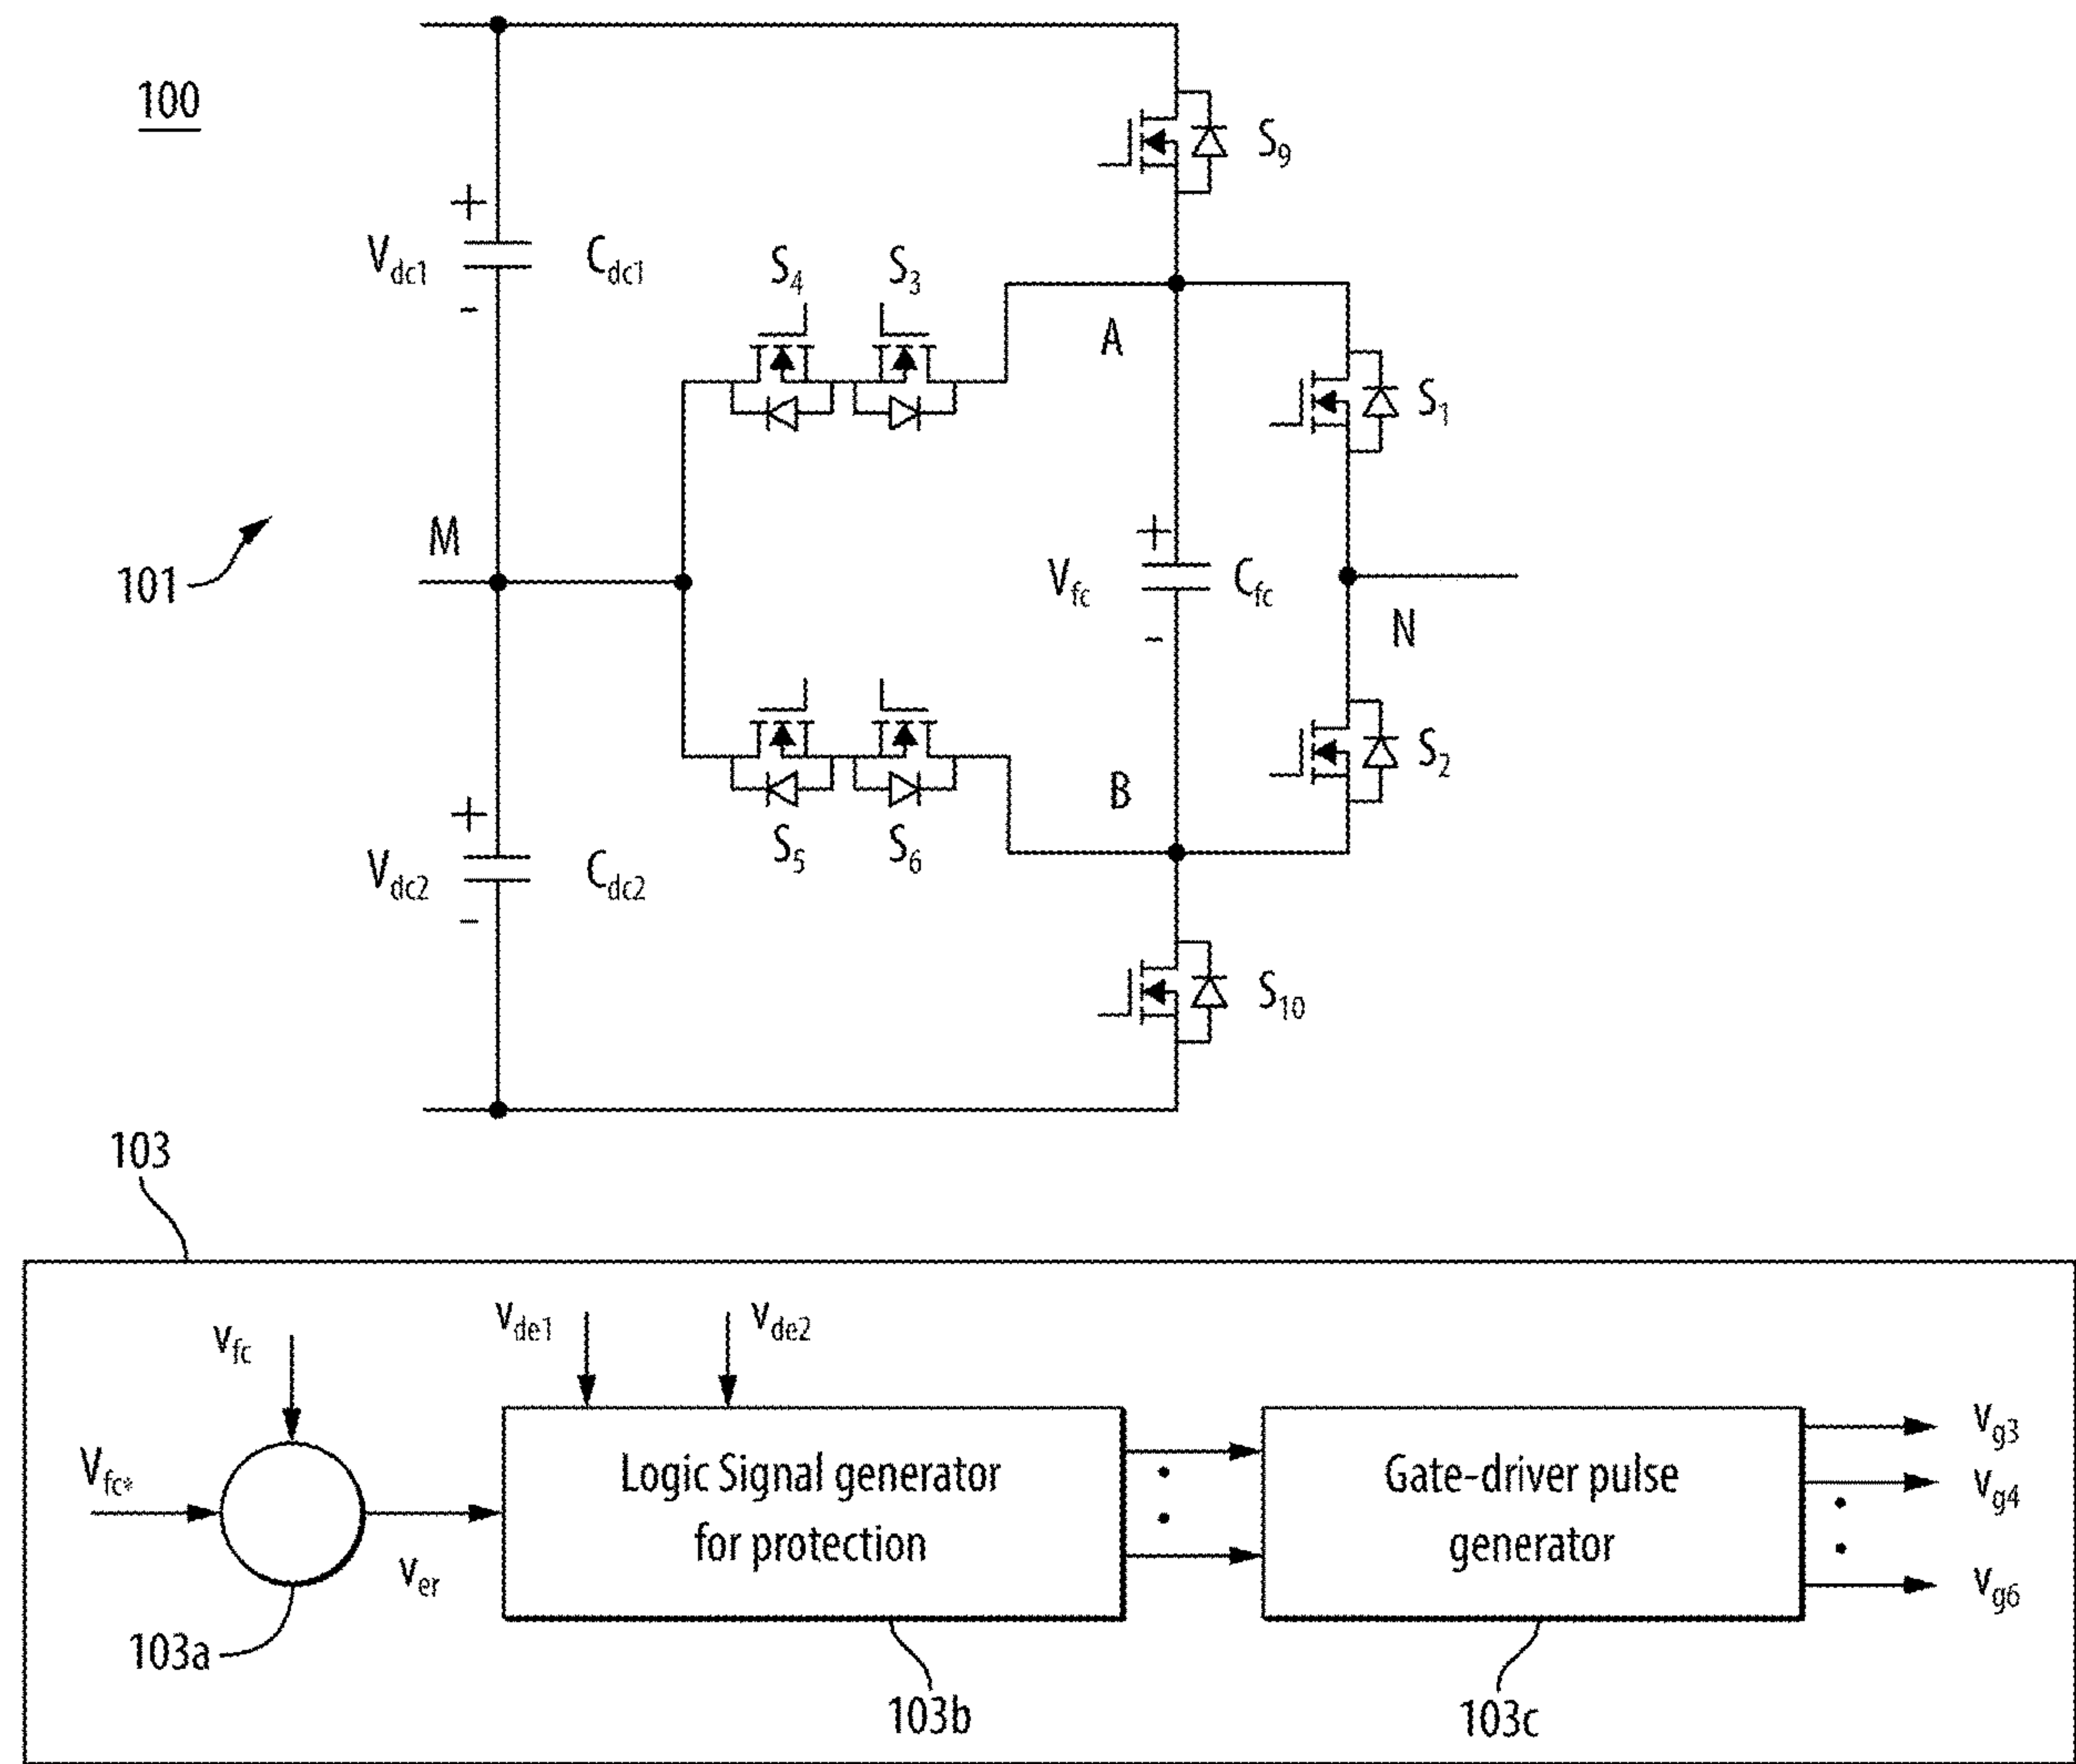 100
S9
+
Vdc1
-
Cdc1
S4
S3
A
S1
M
101
+
Vfc
-
Cfc
N
S2
B
+
Vdc2
-
Cdc2
S5
S6
S10
103
vfc
vde1
vde2
Vfc*
ver
Logic Signal generator
for protection
Gate-driver pulse
generator
vg3
vg4
vg6
103a
103b
103c